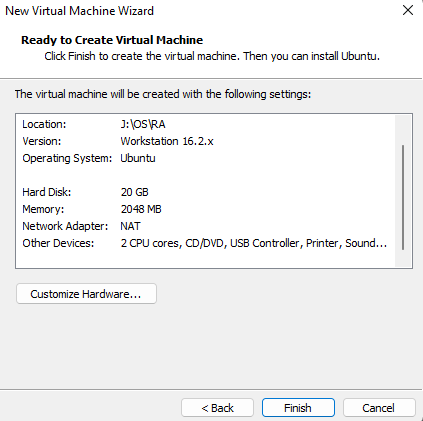 New Virtual Machine Wizard
Ready to Create Virtual Machine
Click Finish to create the virtual machine. Then you can install Ubuntu.
The virtual machine will be created with the following settings:
Location: J:\OS\RA
Version: Workstation 16.2.x
Operating System: Ubuntu
Hard Disk: 20 GB
Memory: 2048 MB
Network Adapter: NAT
Other Devices: 2 CPU cores, CD/DVD, USB Controller, Printer, Sound...
Customize Hardware...
< Back Finish Cancel